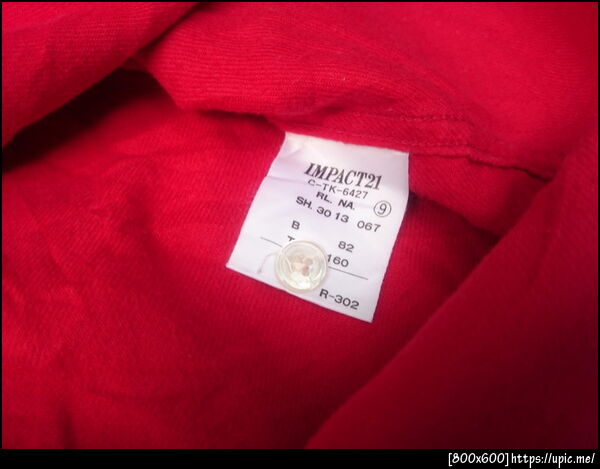 IMPACT21
C-TK-6427
RL. NA. ⑨
SH. 30 13 067
B 82
T 160
R-302
[800x600]https://upic.me/